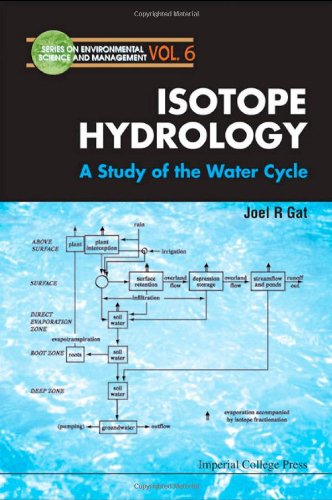 SERIES ON ENVIRONMENTAL
SCIENCE AND MANAGEMENT
VOL. 6
ISOTOPE
HYDROLOGY
A Study of the Water Cycle
Joel R Gat
rain
ABOVE
SURFACE
plant
plant
interception
irrigation
SURFACE
surface
retention
overland
flow
depression
storage
overland
flow
streamflow
and ponds
runoff
out
infiltration
DIRECT
EVAPORATION
ZONE
soil
water
evapotranspiration
ROOT ZONE
roots
soil
water
DEEP ZONE
soil
water
evaporation accompanied
by isotope fractionation
(pumping)
groundwater
outflow
Imperial College Press